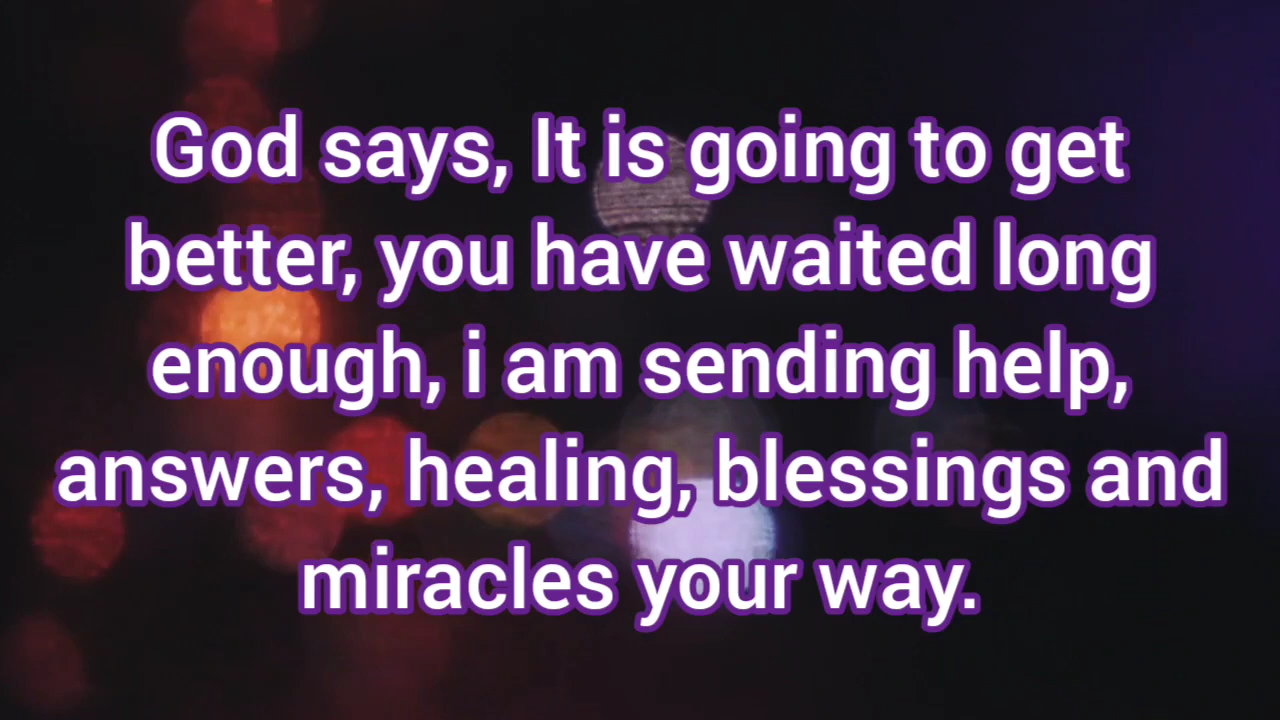 God says, It is going to get
better, you have waited long
enough, i am sending help,
answers, healing, blessings and
miracles your way.